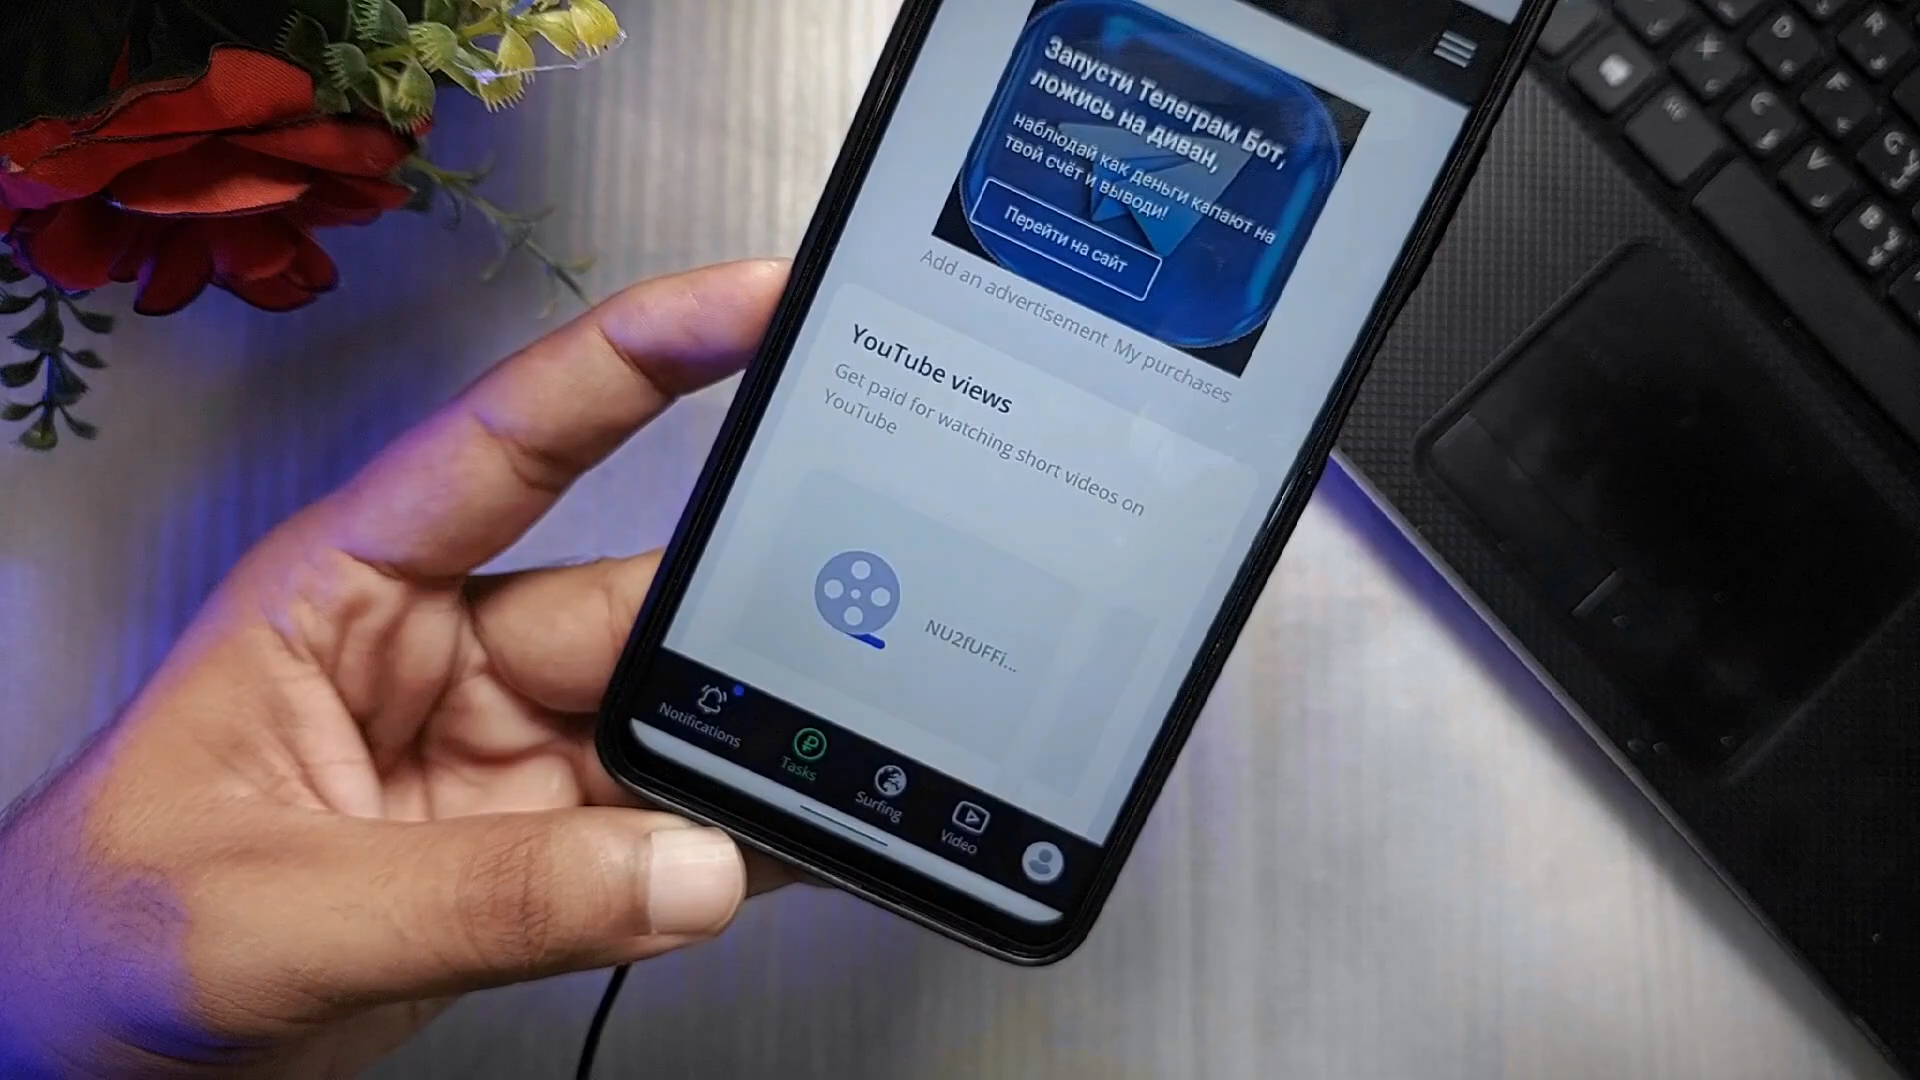 Запусти Телеграм Бот,
ложись на диван,
наблюдай как деньги капают на
твой счёт и выводи!
Перейти на сайт
Add an advertisement My purchases
YouTube views
Get paid for watching short videos on
YouTube
NU2fUFFi...
Notifications
Tasks
Surfing
Video
D
R
X
F
C
G
V
B